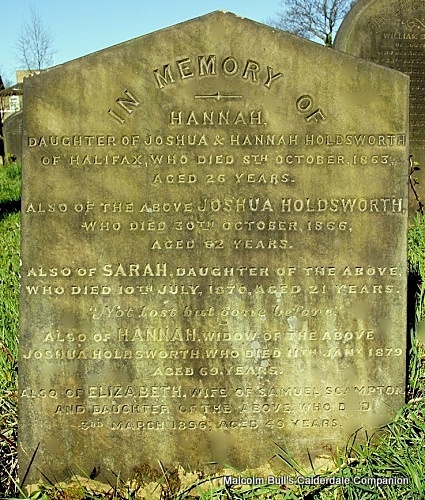 IN MEMORY OF
HANNAH,
DAUGHTER OF JOSHUA & HANNAH HOLDSWORTH
OF HALIFAX, WHO DIED 8TH OCTOBER, 1863,
AGED 26 YEARS.
ALSO OF THE ABOVE JOSHUA HOLDSWORTH,
WHO DIED 30TH OCTOBER, 1866,
AGED 62 YEARS.
ALSO OF SARAH, DAUGHTER OF THE ABOVE,
WHO DIED 10TH JULY, 1870, AGED 21 YEARS.
"Not lost but gone before."
ALSO OF HANNAH, WIDOW OF THE ABOVE
JOSHUA HOLDSWORTH, WHO DIED 11TH JANY 1879
AGED 69 YEARS.
ALSO OF ELIZABETH, WIFE OF SAMUEL SCAMPTON
AND DAUGHTER OF THE ABOVE, WHO D D
3RD MARCH 1896, AGED 49 YEARS.
WILLIAM
Malcolm Bull's Calderdale Companion